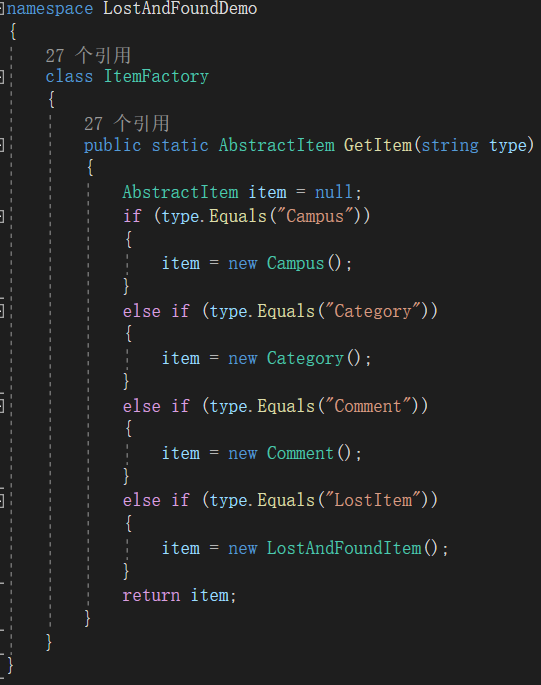 namespace LostAndFoundDemo
{
27 个引用
class ItemFactory
{
27 个引用
public static AbstractItem GetItem(string type)
{
AbstractItem item = null;
if (type.Equals("Campus"))
{
item = new Campus();
}
else if (type.Equals("Category"))
{
item = new Category();
}
else if (type.Equals("Comment"))
{
item = new Comment();
}
else if (type.Equals("LostItem"))
{
item = new LostAndFoundItem();
}
return item;
}
}
}